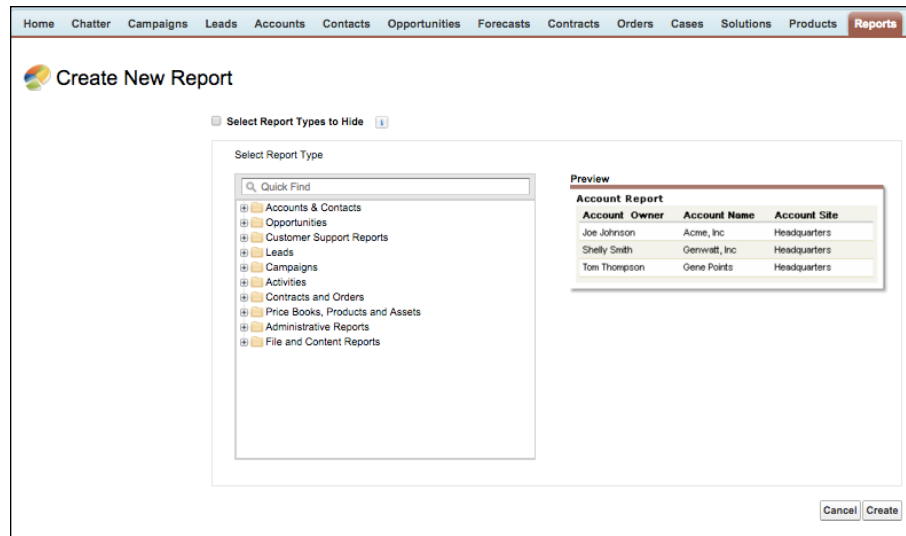 Home Chatter Campaigns Leads Accounts Contacts Opportunities Forecasts Contracts Orders Cases Solutions Products Reports
Create New Report
Select Report Types to Hide i
Select Report Type
Quick Find
Accounts & Contacts
Opportunities
Customer Support Reports
Leads
Campaigns
Activities
Contracts and Orders
Price Books, Products and Assets
Administrative Reports
File and Content Reports
Preview
Account Report
Account Owner Account Name Account Site
Joe Johnson Acme, Inc Headquarters
Shelly Smith Genwatt, Inc Headquarters
Tom Thompson Gene Points Headquarters
Cancel Create